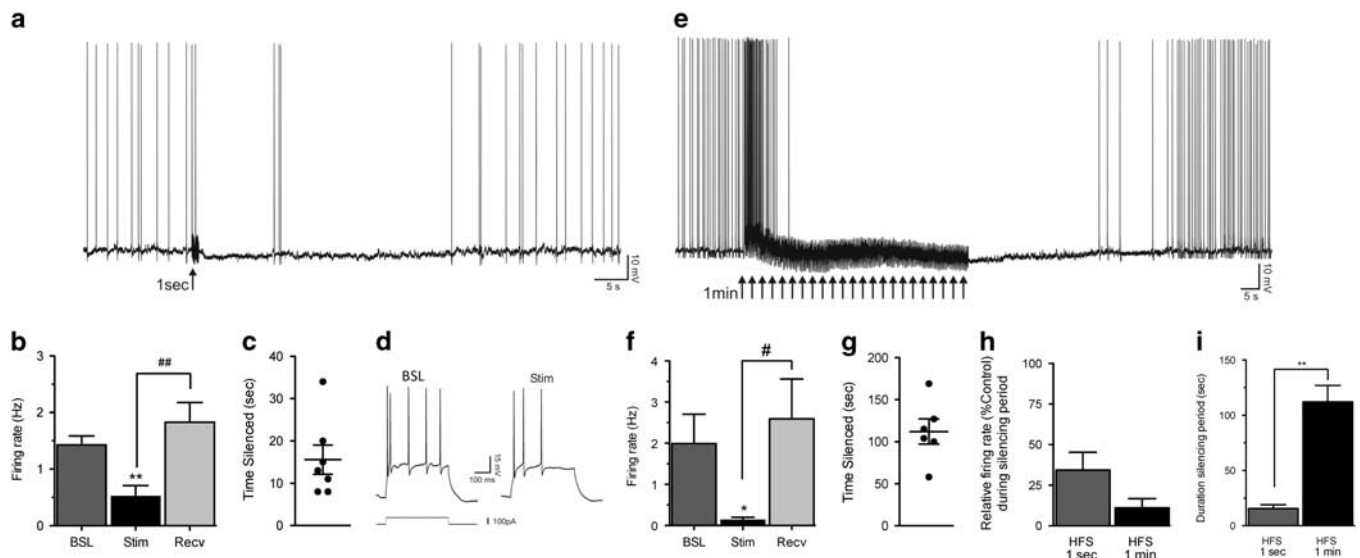 a
1sec
5 s
10 mV
e
1min
5 s
10 mV
b
Firing rate (Hz)
3
2
1
0
##
**
BSL
Stim
Recv
c
Time Silenced (sec)
40
30
20
10
0
d
BSL
Stim
15 mV
100 ms
100pA
f
Firing rate (Hz)
4
3
2
1
0
#
*
BSL
Stim
Recv
g
Time Silenced (sec)
200
150
100
50
0
h
Relative firing rate (%Control)
during silencing period
100
75
50
25
0
HFS
1 sec
HFS
1 min
i
Duration silencing period (sec)
150
100
50
0
**
HFS
1 sec
HFS
1 min